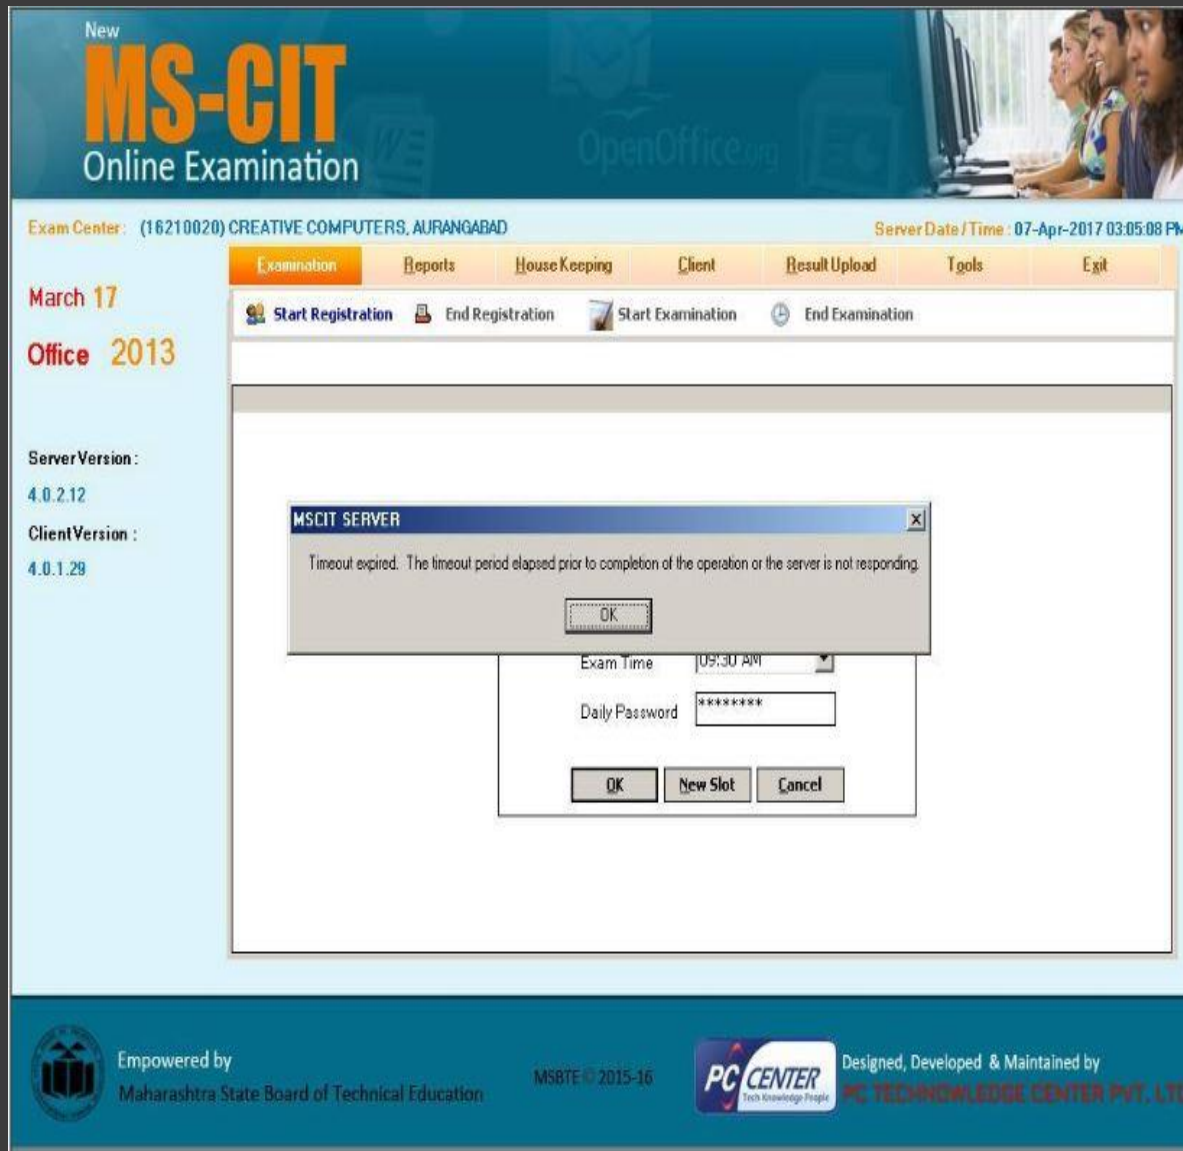 New
MS-CIT
Online Examination
OpenOffice.org
Exam Center : (16210020) CREATIVE COMPUTERS, AURANGABAD
Server Date / Time : 07-Apr-2017 03:05:08 PM
Examination Reports House Keeping Client Result Upload Tools Exit
March 17
Start Registration End Registration Start Examination End Examination
Office 2013
Server Version :
4.0.2.12
Client Version :
4.0.1.29
MSCIT SERVER
Timeout expired. The timeout period elapsed prior to completion of the operation or the server is not responding.
OK
Exam Time 09:30 AM
Daily Password ********
OK New Slot Cancel
Empowered by
Maharashtra State Board of Technical Education
MSBTE © 2015-16
PC CENTER
Tech Knowledge People
Designed, Developed & Maintained by
PC TECHNOWLEDGE CENTER PVT. LTD